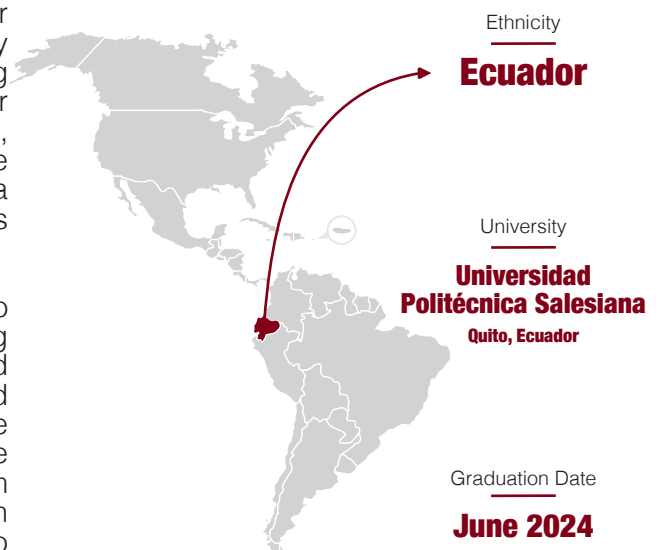 Ethnicity
Ecuador
University
Universidad
Politécnica Salesiana
Quito, Ecuador
Graduation Date
June 2024